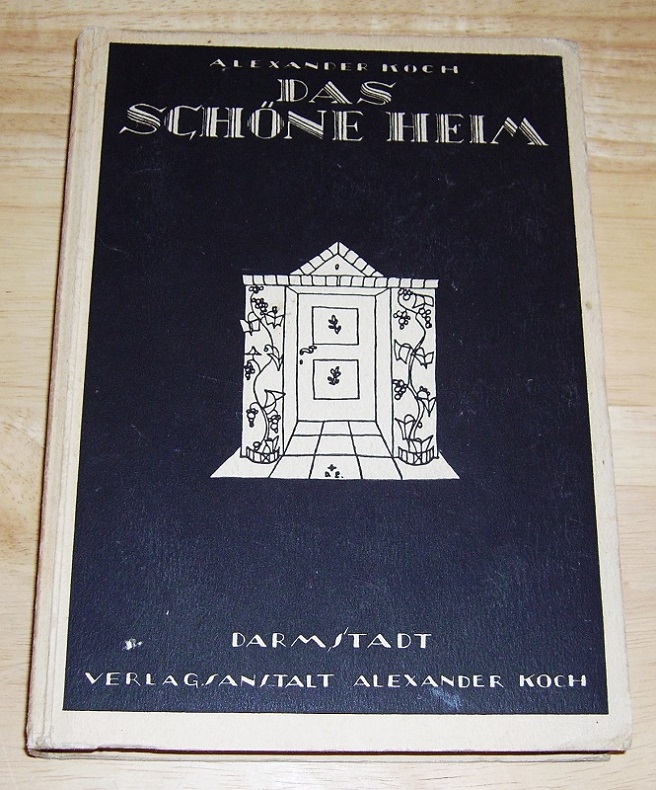 ALEXANDER KOCH
DAS
SCHÖNE HEIM
DARMSTADT
VERLAGSANSTALT ALEXANDER KOCH